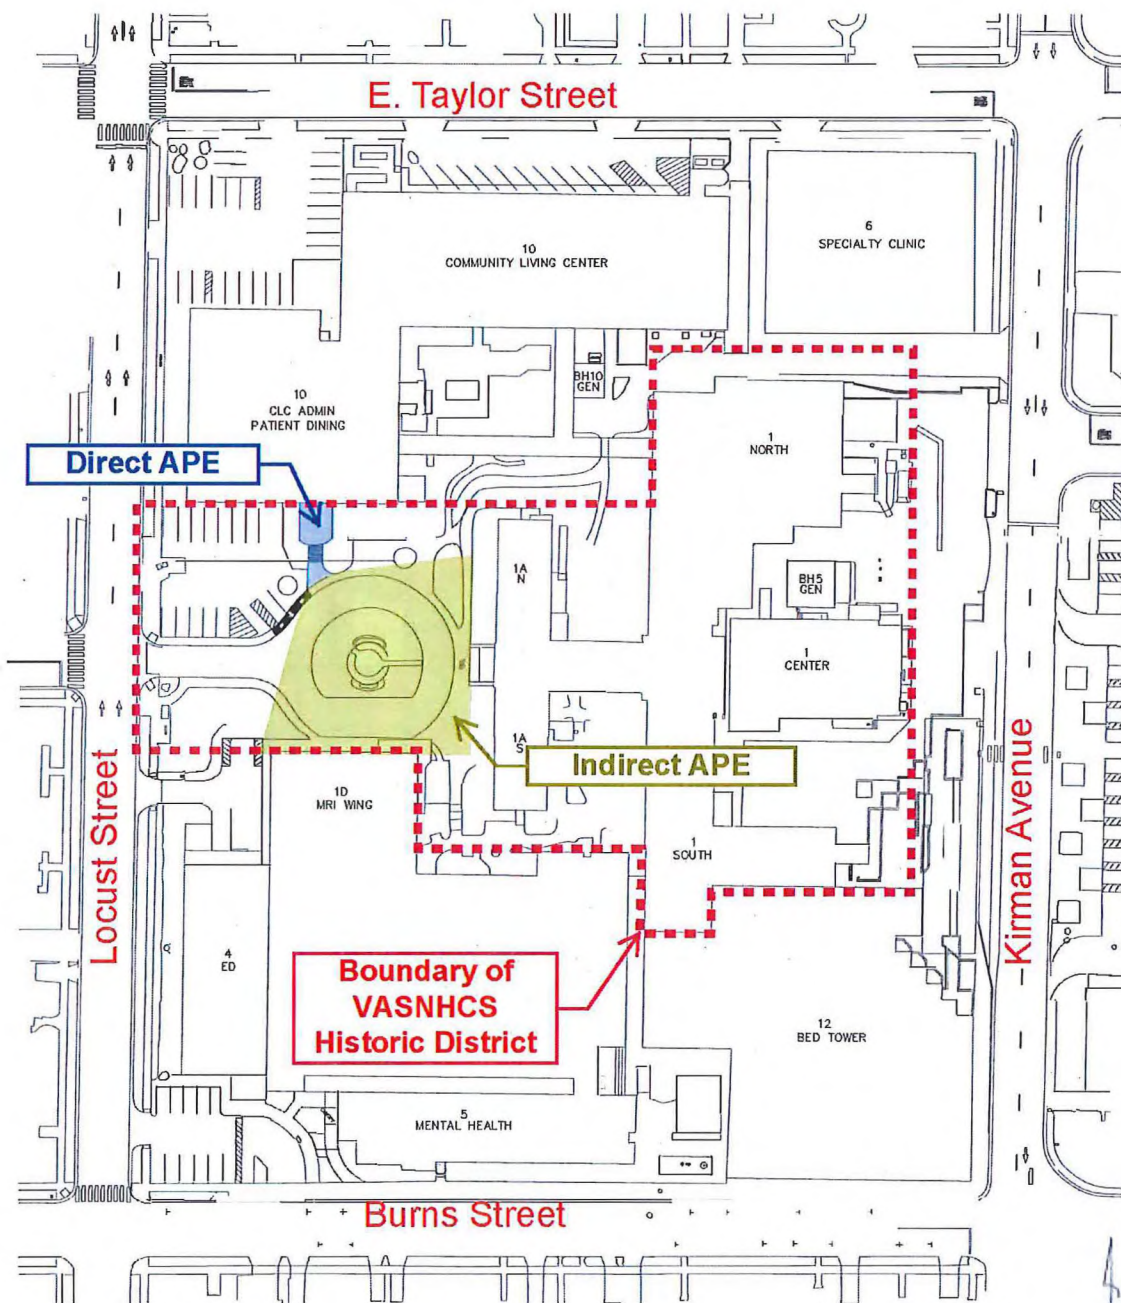 E. Taylor Street
6
SPECIALTY CLINIC
10
COMMUNITY LIVING CENTER
BH10
GEN
10
CLC ADMIN
PATIENT DINING
1
NORTH
Direct APE
1A
N
BH5
GEN
1
CENTER
1A
S
Indirect APE
1D
MRI WING
1
SOUTH
Locust Street
Kirman Avenue
4
ED
Boundary of
VASNHCS
Historic District
12
BED TOWER
5
MENTAL HEALTH
Burns Street